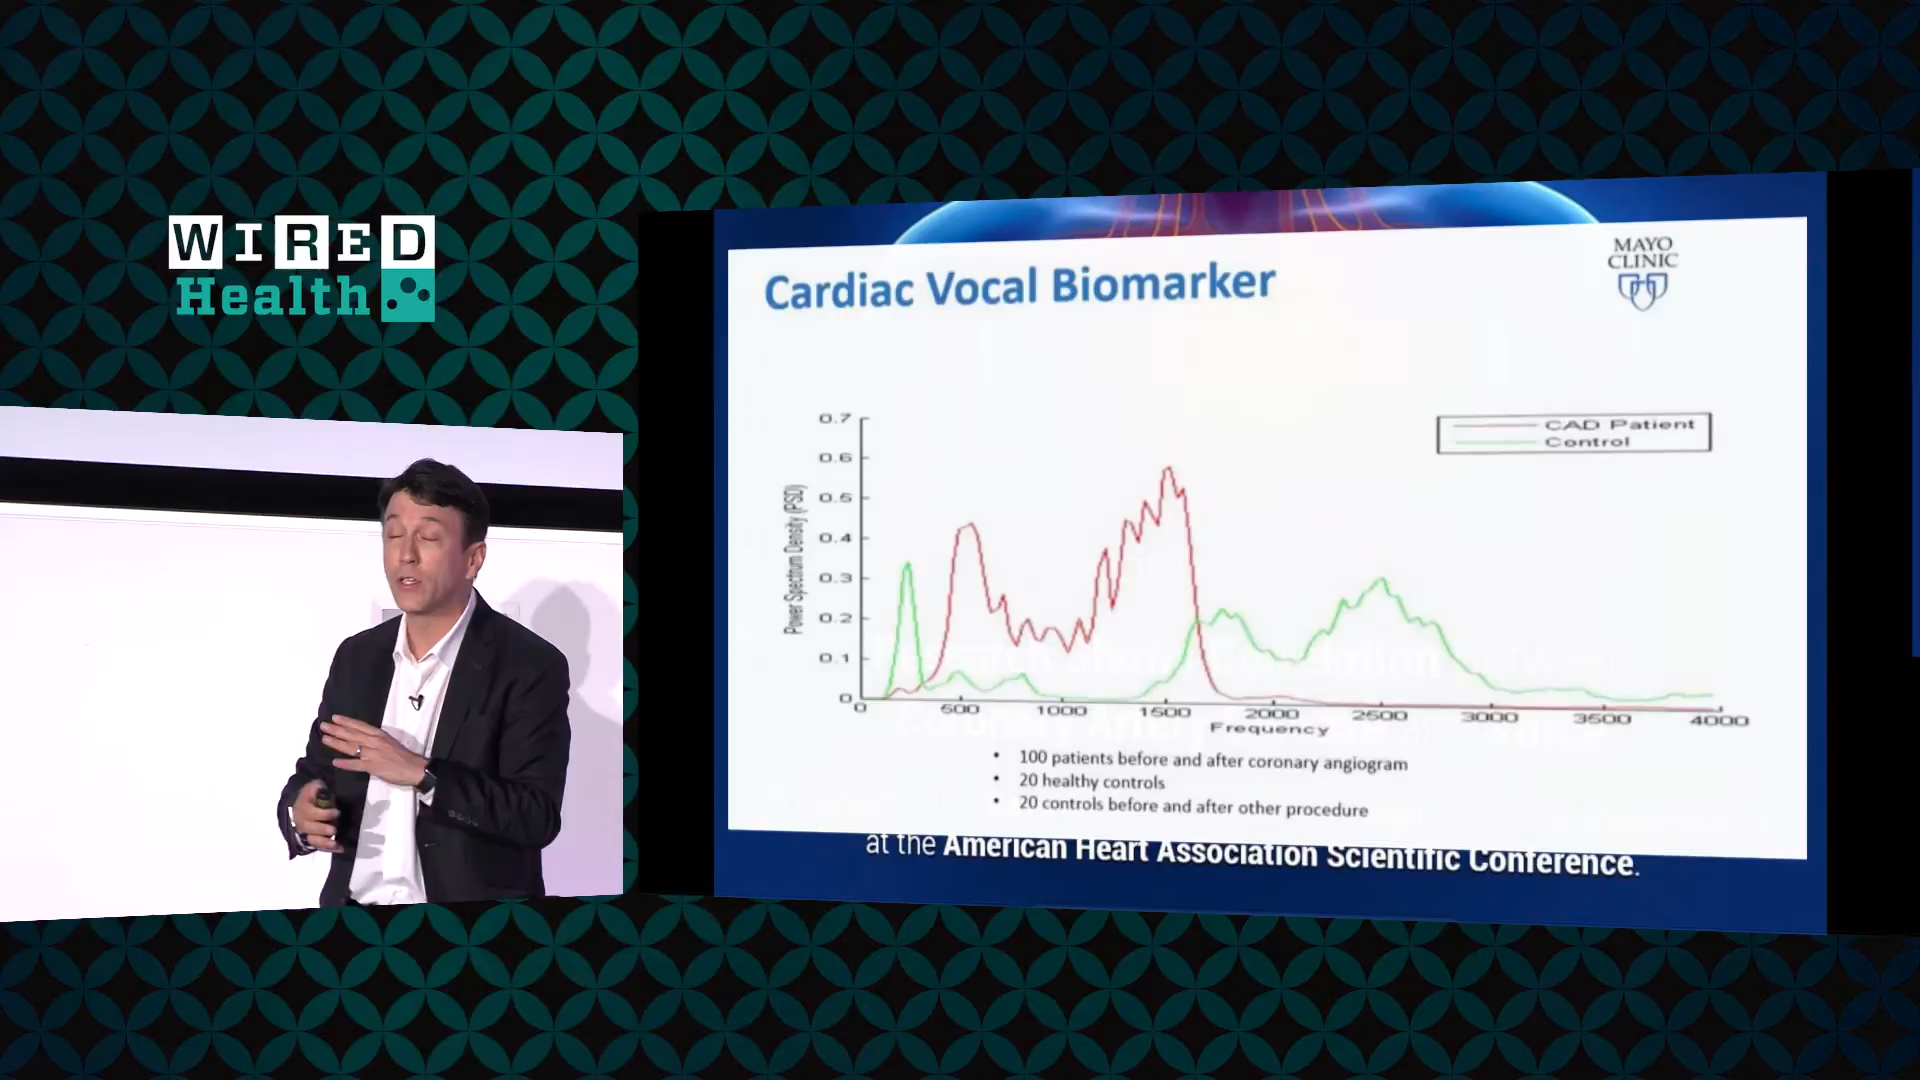 WIRED
Health
Cardiac Vocal Biomarker
MAYO
CLINIC
0.7
0.6
0.5
0.4
0.3
0.2
0.1
0
Power Spectrum Density (PSD)
CAD Patient
Control
0 500 1000 1500 2000 2500 3000 3500 4000
Frequency
• 100 patients before and after coronary angiogram
• 20 healthy controls
• 20 controls before and after other procedure
Coronary Artery
at the American Heart Association Scientific Conference.